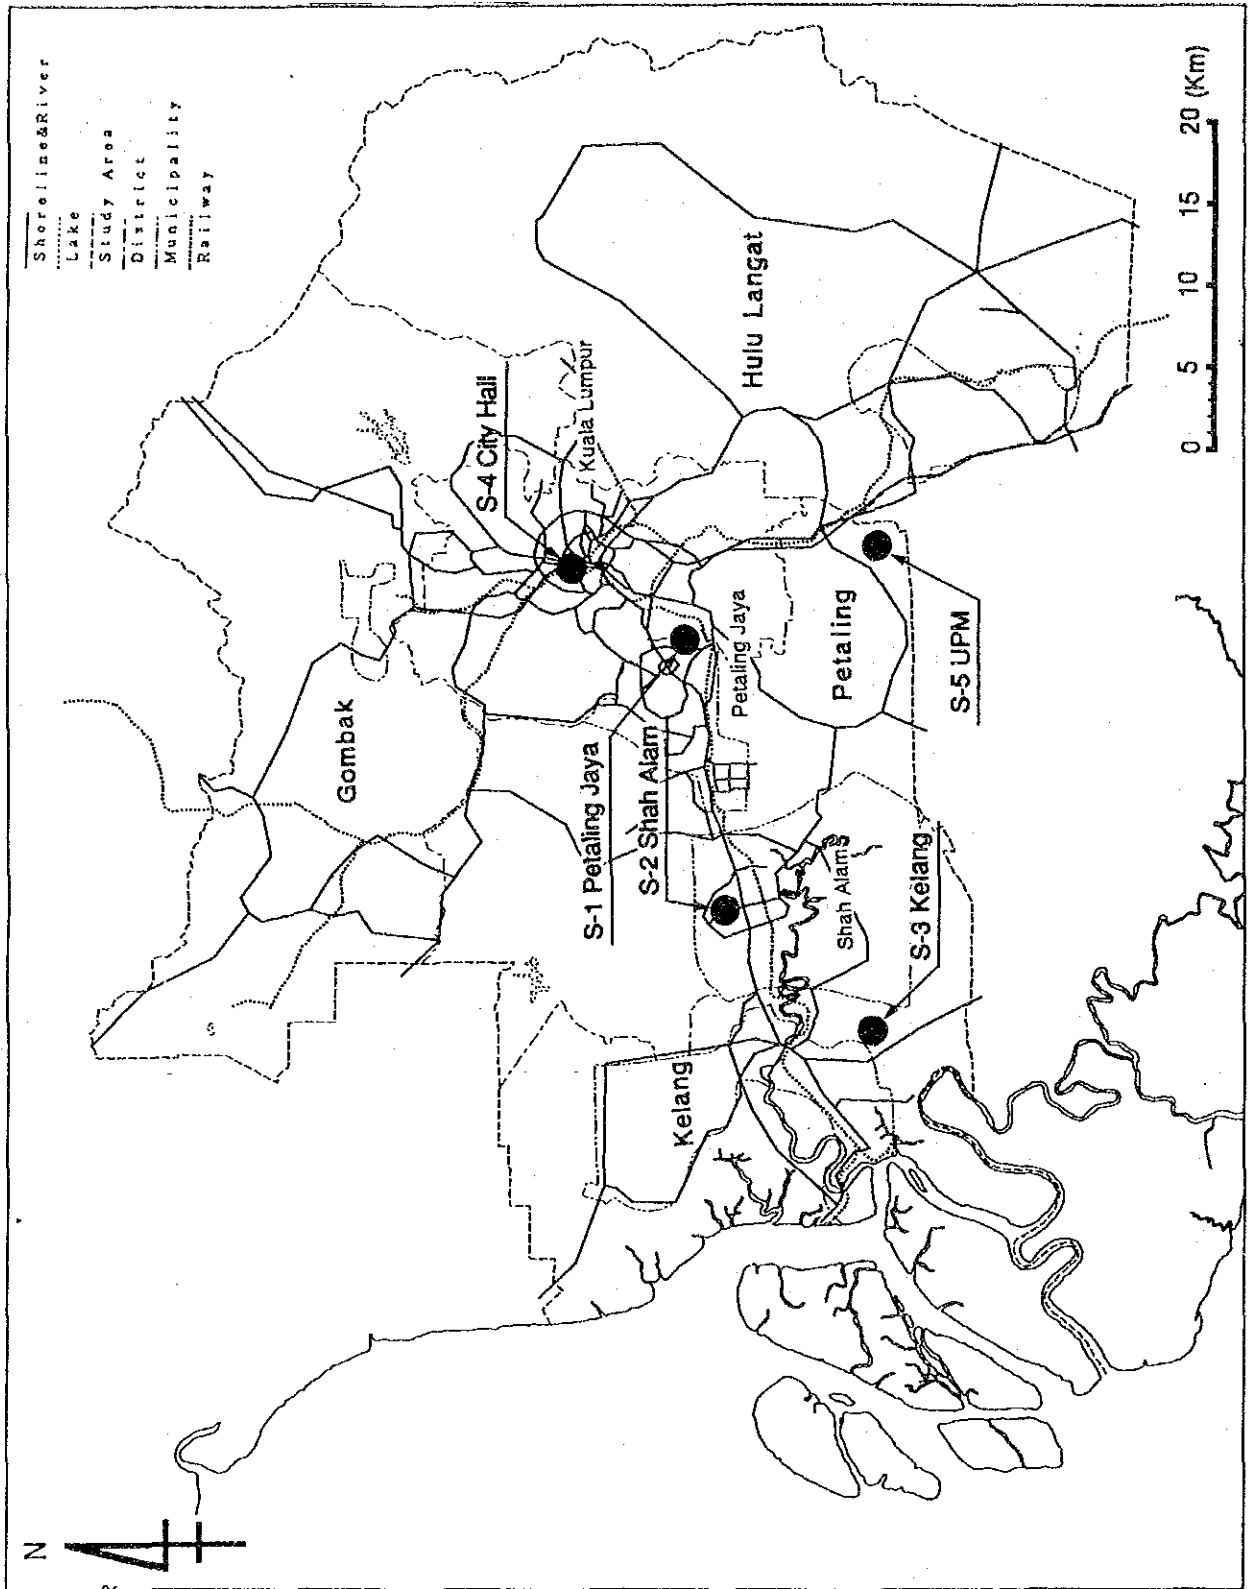 N
Shoreline&River
Lake
Study Area
District
Municipality
Railway
Gombak
S-4 City Hall
Kuala Lumpur
Hulu Langat
S-1 Petaling Jaya
S-2 Shah Alam
Petaling Jaya
Petaling
Kelang
Shah Alam
S-3 Kelang
S-5 UPM
0 5 10 15 20 (Km)